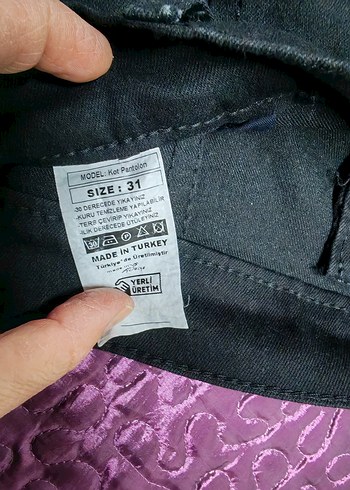 MODEL: Kot Pantolon
SIZE : 31
-30 DERECEDE YIKAYINIZ
-KURU TEMİZLEME YAPILABİLİR
-TERS ÇEVİRİP YIKAYINIZ
-ILIK DERECEDE ÜTÜLEYİNİZ
30 P
MADE IN TURKEY
Türkiye'de Üretilmiştir
YERLİ
ÜRETİM